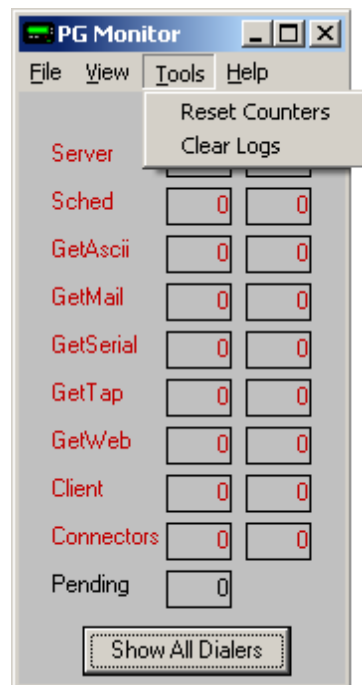 PG Monitor
File View Tools Help
Reset Counters
Clear Logs
Server
Sched 0 0
GetAscii 0 0
GetMail 0 0
GetSerial 0 0
GetTap 0 0
GetWeb 0 0
Client 0 0
Connectors 0 0
Pending 0
Show All Dialers